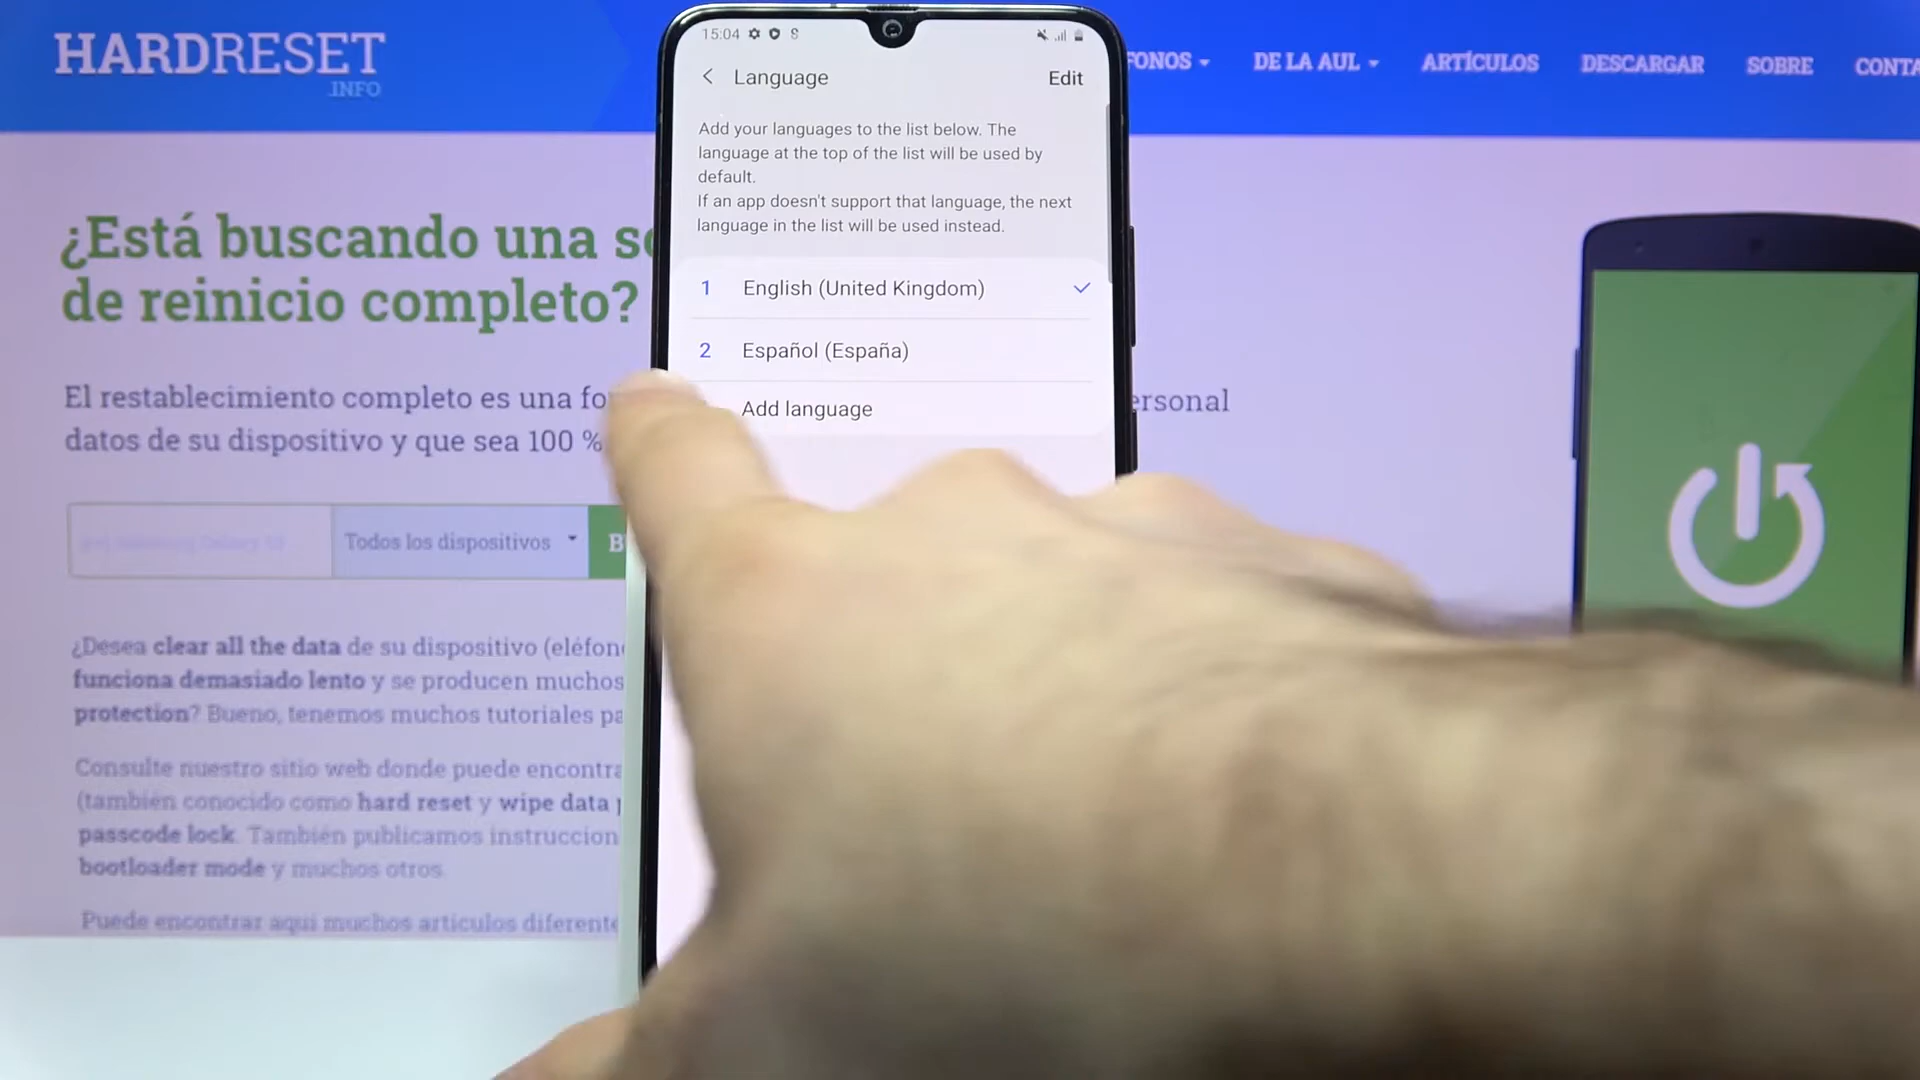 HARDRESET
.INFO
FONOS
DE LA AUL
ARTÍCULOS
DESCARGAR
SOBRE
CONTA
¿Está buscando una so
de reinicio completo?
El restablecimiento completo es una fo
ersonal
datos de su dispositivo y que sea 100 %
Todos los dispositivos
B
¿Desea clear all the data de su dispositivo (eléfon
funciona demasiado lento y se producen muchos
protection? Bueno, tenemos muchos tutoriales pa
Consulte nuestro sitio web donde puede encontra
(también conocido como hard reset y wipe data
passcode lock. También publicamos instruccion
bootloader mode y muchos otros
Puede encontrar aquí muchos artículos diferente
15:04
Language
Edit
Add your languages to the list below. The
language at the top of the list will be used by
default.
If an app doesn't support that language, the next
language in the list will be used instead.
1 English (United Kingdom)
2 Español (España)
Add language